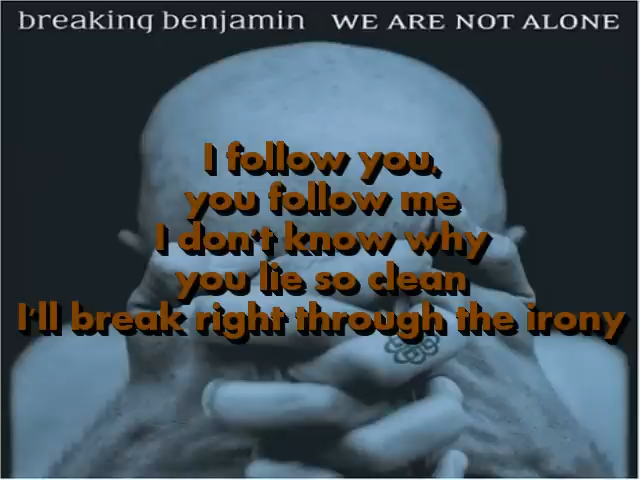 breaking benjamin WE ARE NOT ALONE
I follow you,
you follow me
I don't know why
you lie so clean
I'll break right through the irony